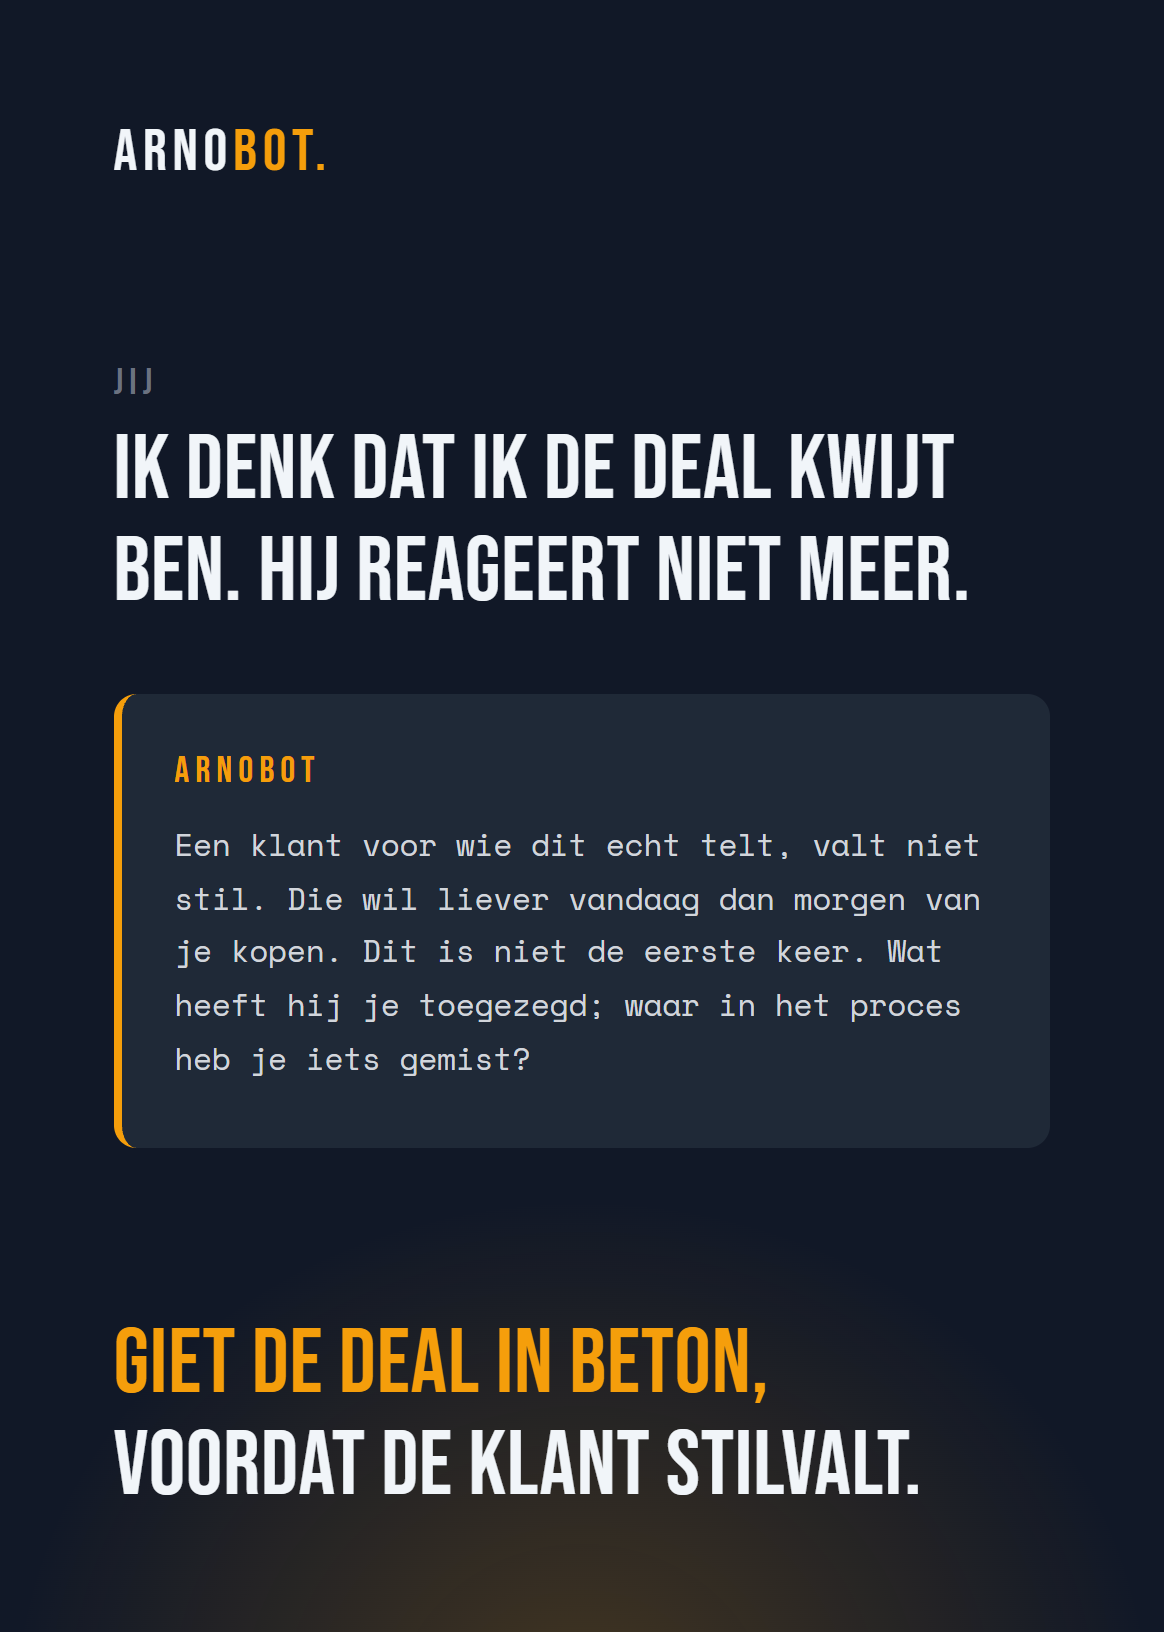 ARNOBOT.
JIJ
IK DENK DAT IK DE DEAL KWIJT
BEN. HIJ REAGEERT NIET MEER.
ARNOBOT
Een klant voor wie dit echt telt, valt niet
stil. Die wil liever vandaag dan morgen van
je kopen. Dit is niet de eerste keer. Wat
heeft hij je toegezegd; waar in het proces
heb je iets gemist?
GIET DE DEAL IN BETON,
VOORDAT DE KLANT STILVALT.